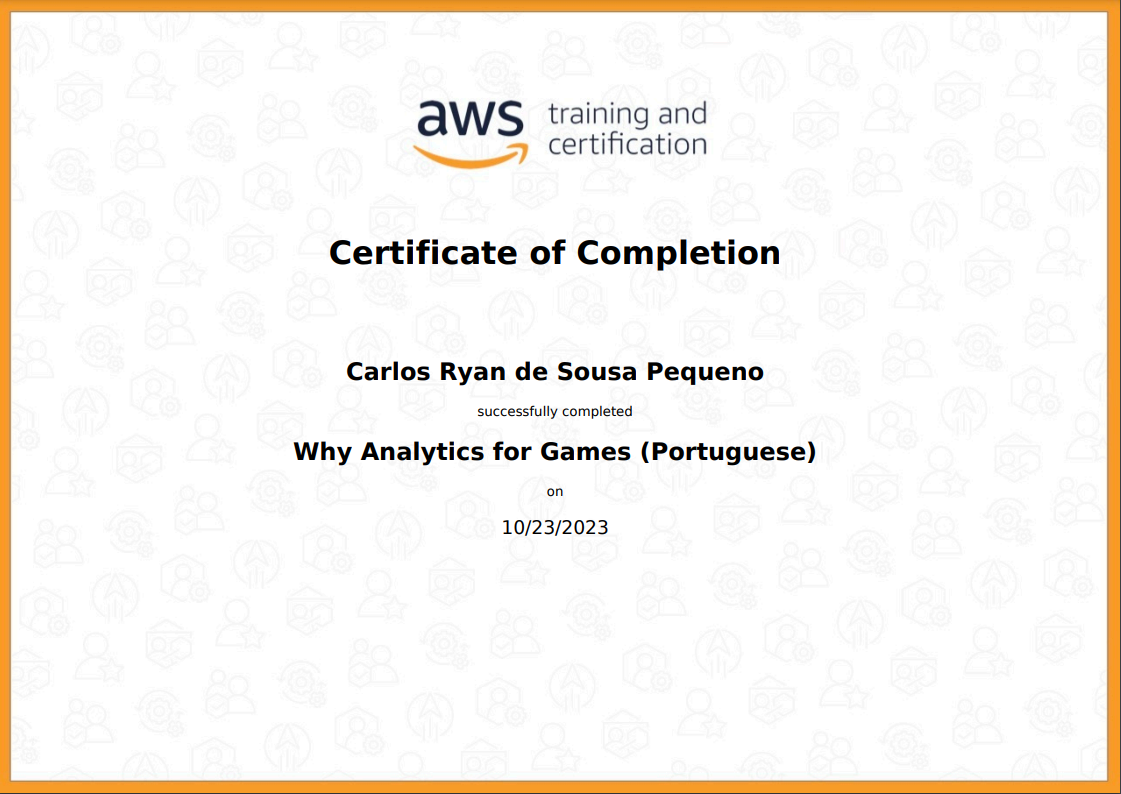 aws training and
certification
Certificate of Completion
Carlos Ryan de Sousa Pequeno
successfully completed
Why Analytics for Games (Portuguese)
on
10/23/2023